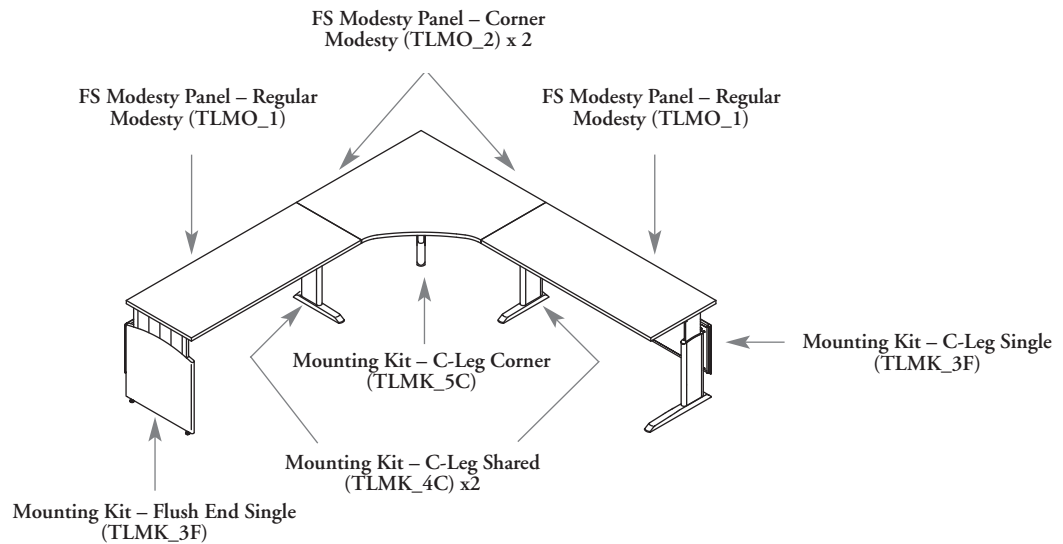 FS Modesty Panel – Corner
Modesty (TLMO_2) x 2
FS Modesty Panel – Regular
Modesty (TLMO_1)
FS Modesty Panel – Regular
Modesty (TLMO_1)
Mounting Kit – C-Leg Single
(TLMK_3F)
Mounting Kit – C-Leg Corner
(TLMK_5C)
Mounting Kit – C-Leg Shared
(TLMK_4C) x2
Mounting Kit – Flush End Single
(TLMK_3F)